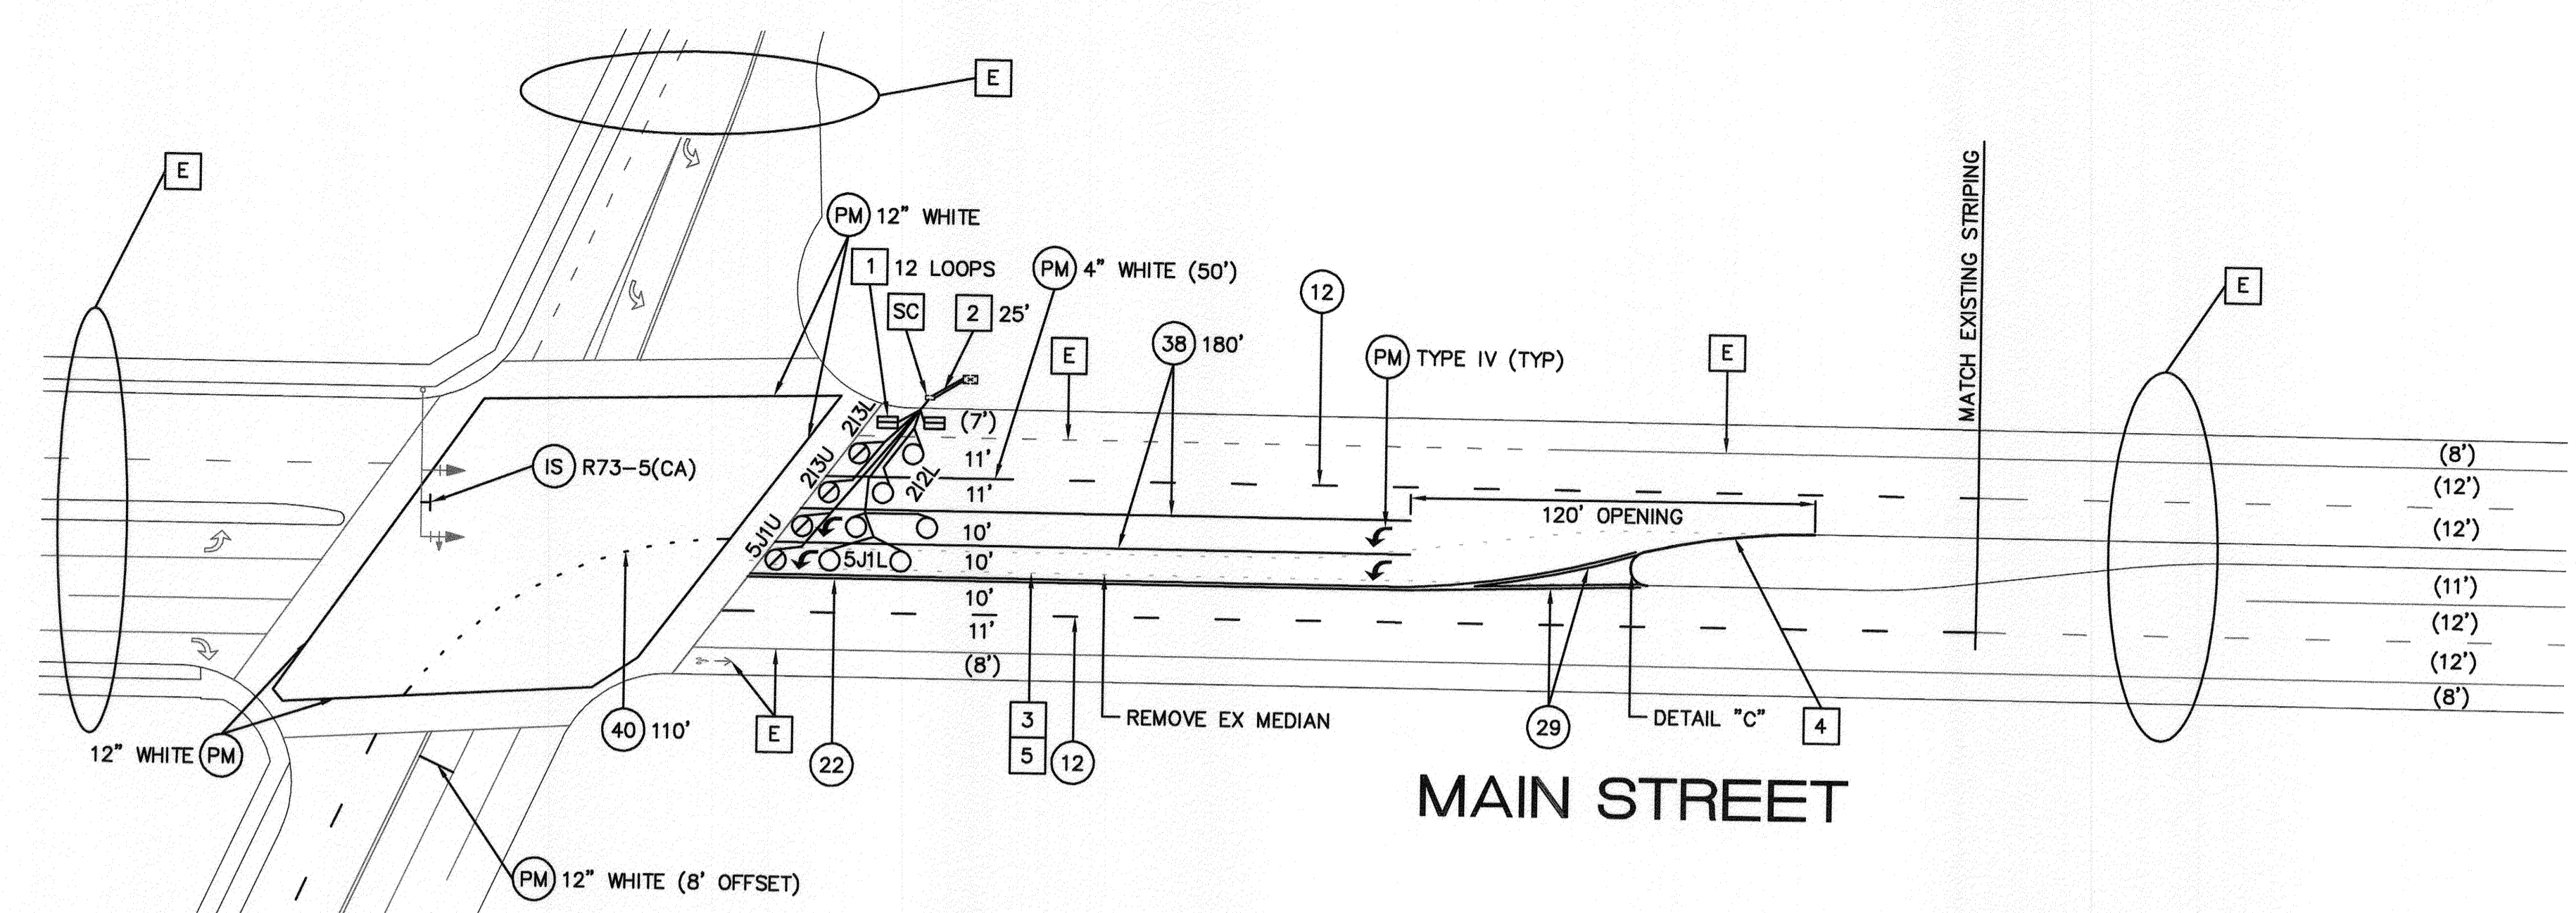 E
E
PM 12" WHITE
1 12 LOOPS
PM 4" WHITE (50')
SC
2 25'
E
38 180'
12
PM TYPE IV (TYP)
E
MATCH EXISTING STRIPING
E
IS R73-5(CA)
2I3L
2I3U
2I2L
5J1U
5J1L
(7')
11'
11'
10'
10'
10'
11'
(8')
120' OPENING
(8')
(12')
(12')
(11')
(12')
(12')
(8')
12" WHITE PM
40 110'
E
22
3
5
12
REMOVE EX MEDIAN
29
DETAIL "C"
4
MAIN STREET
PM 12" WHITE (8' OFFSET)